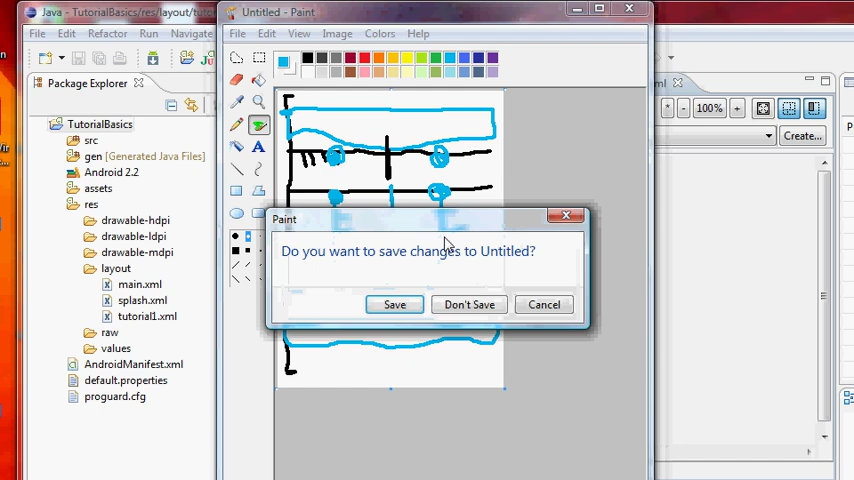 Java - TutorialBasics/res/layout/tuto
File Edit Refactor Run Navigate
Package Explorer
TutorialBasics
src
gen [Generated Java Files]
Android 2.2
assets
res
drawable-hdpi
drawable-ldpi
drawable-mdpi
layout
main.xml
splash.xml
tutorial1.xml
raw
values
AndroidManifest.xml
default.properties
proguard.cfg
Untitled - Paint
File Edit View Image Colors Help
A
Paint
Do you want to save changes to Untitled?
Save Don't Save Cancel
ml
* - 100% +
Create...